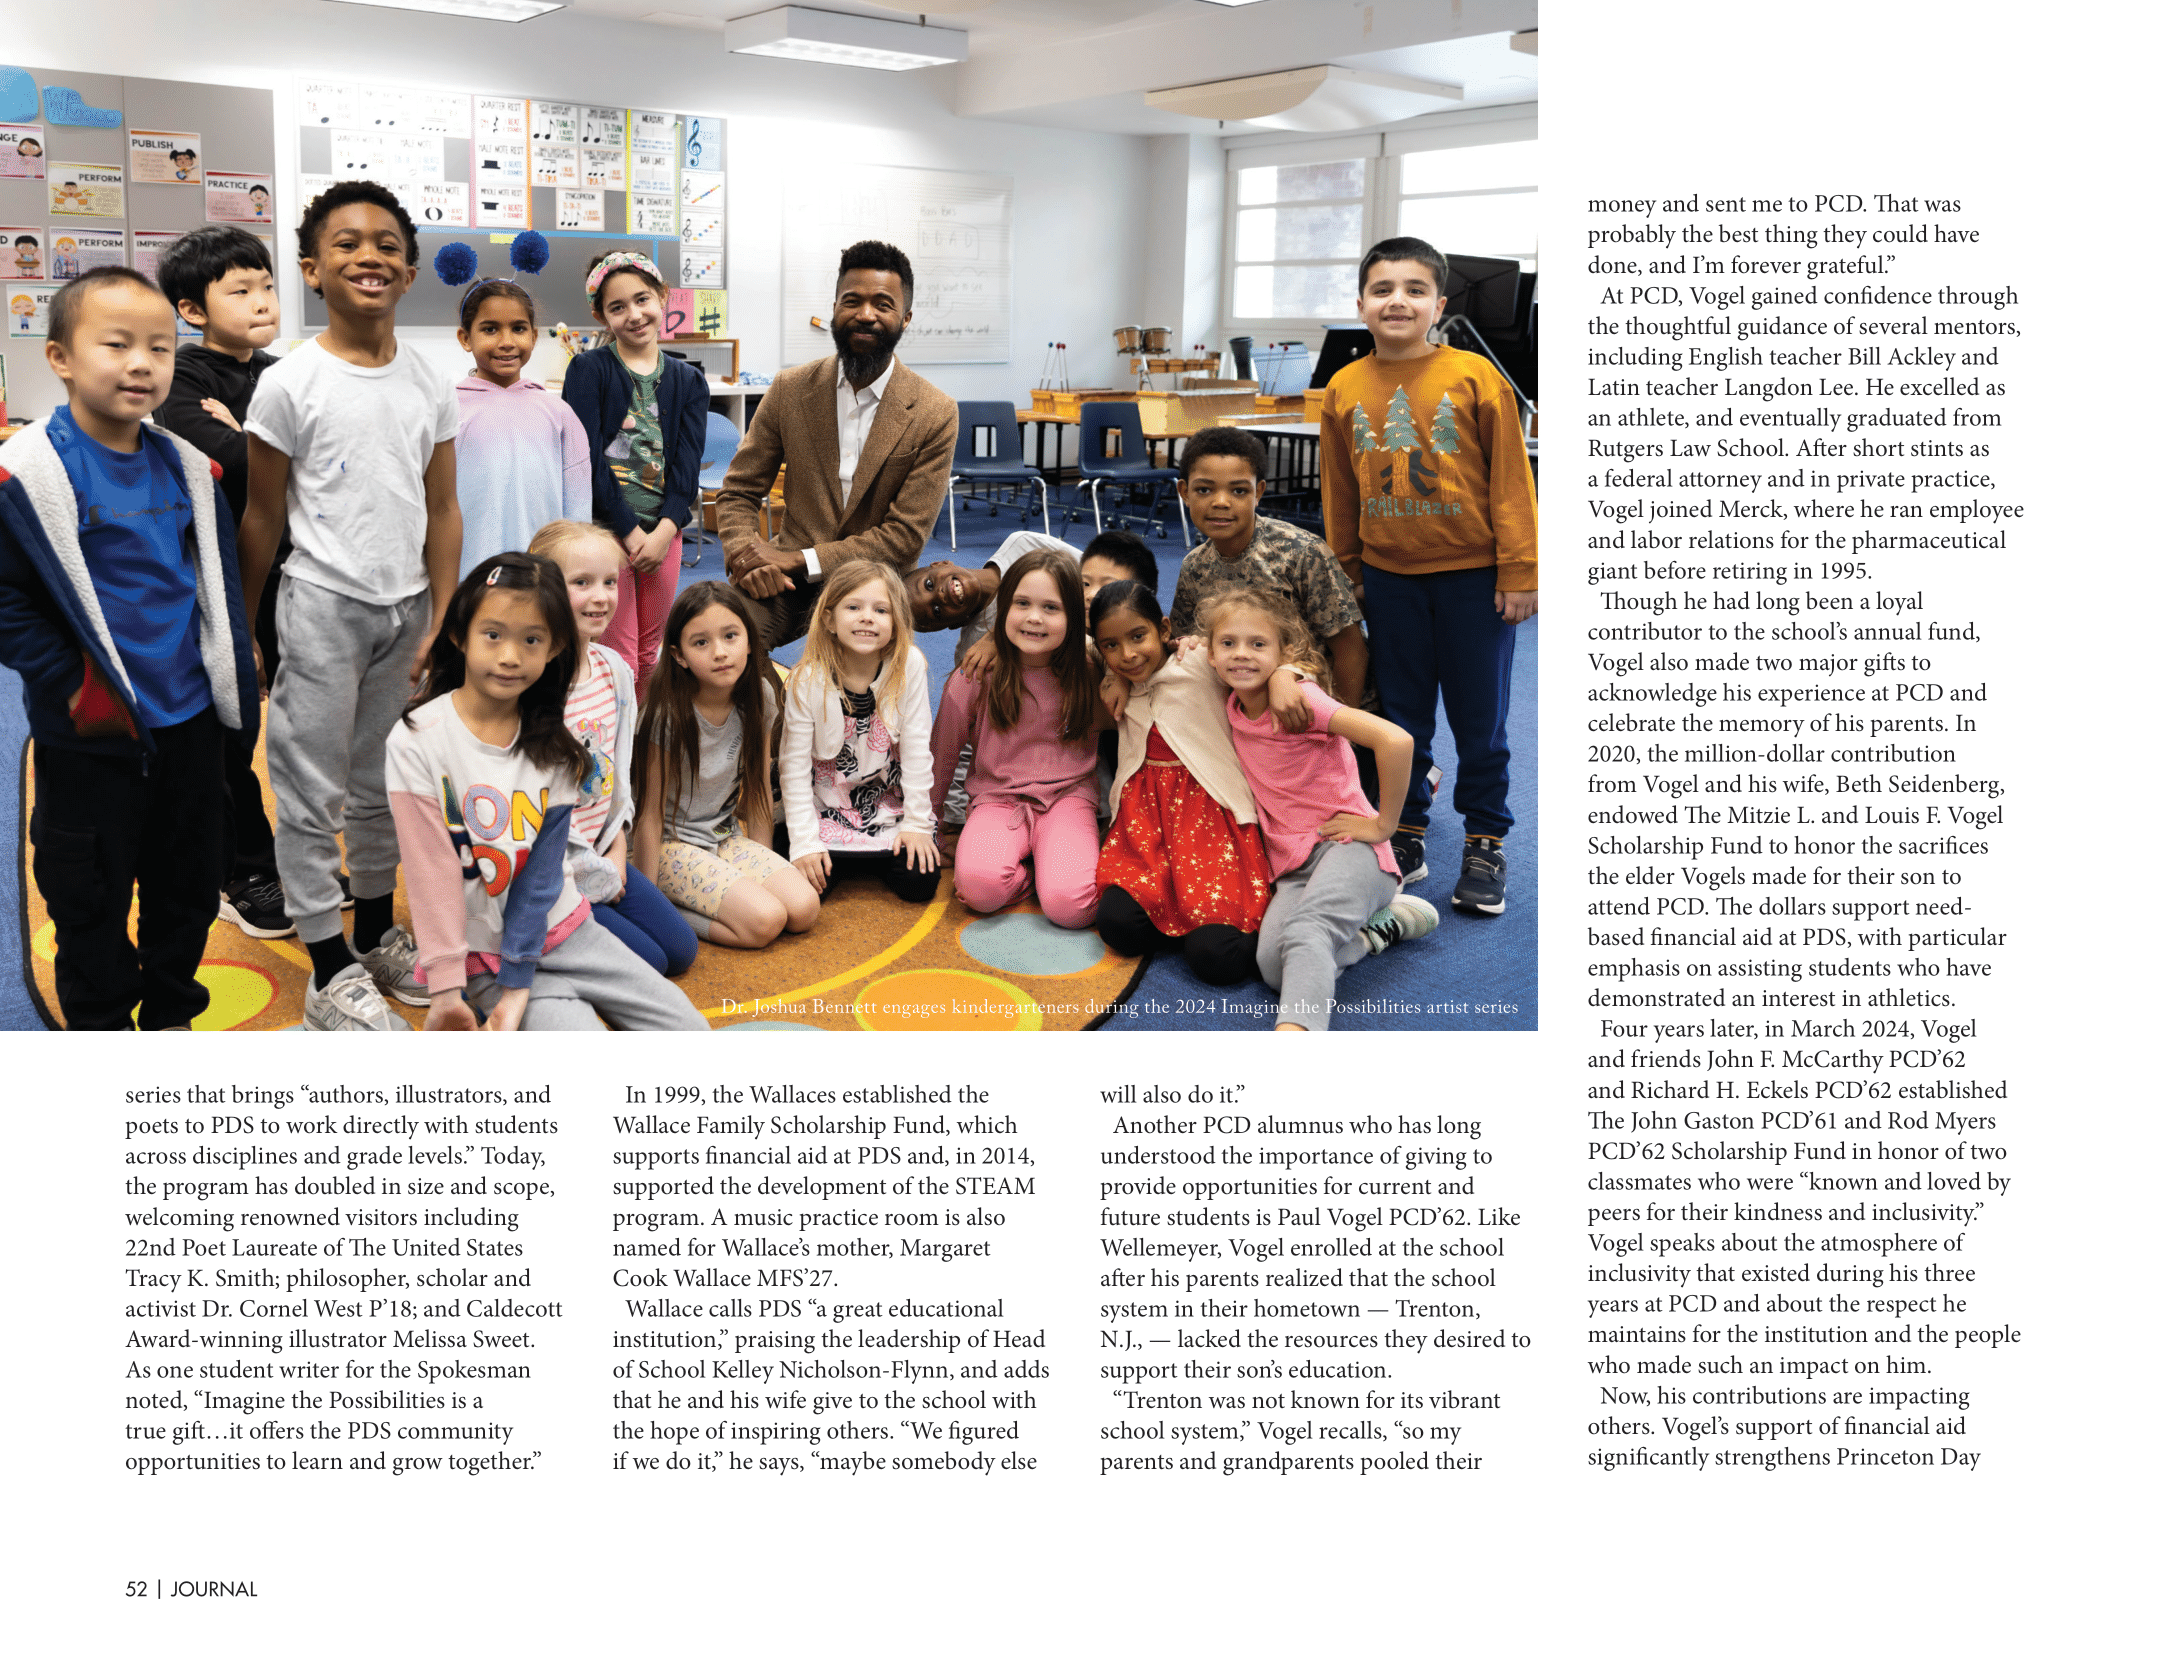 PUBLISH
PERFORM
PRACTICE
PERFORM
QUARTER REST
MEASURE
BAR LINES
TIME SIGNATURE
HALF NOTE REST
WHOLE NOTE
TRAILBLAZER
LON
Dr. Joshua Bennett engages kindergarteners during the 2024 Imagine the Possibilities artist series
series that brings “authors, illustrators, and
poets to PDS to work directly with students
across disciplines and grade levels.” Today,
the program has doubled in size and scope,
welcoming renowned visitors including
22nd Poet Laureate of The United States
Tracy K. Smith; philosopher, scholar and
activist Dr. Cornel West P’18; and Caldecott
Award-winning illustrator Melissa Sweet.
As one student writer for the Spokesman
noted, “Imagine the Possibilities is a
true gift…it offers the PDS community
opportunities to learn and grow together.”
In 1999, the Wallaces established the
Wallace Family Scholarship Fund, which
supports financial aid at PDS and, in 2014,
supported the development of the STEAM
program. A music practice room is also
named for Wallace’s mother, Margaret
Cook Wallace MFS’27.
Wallace calls PDS “a great educational
institution,” praising the leadership of Head
of School Kelley Nicholson-Flynn, and adds
that he and his wife give to the school with
the hope of inspiring others. “We figured
if we do it,” he says, “maybe somebody else
will also do it.”
Another PCD alumnus who has long
understood the importance of giving to
provide opportunities for current and
future students is Paul Vogel PCD’62. Like
Wellemeyer, Vogel enrolled at the school
after his parents realized that the school
system in their hometown — Trenton,
N.J., — lacked the resources they desired to
support their son’s education.
“Trenton was not known for its vibrant
school system,” Vogel recalls, “so my
parents and grandparents pooled their
money and sent me to PCD. That was
probably the best thing they could have
done, and I’m forever grateful.”
At PCD, Vogel gained confidence through
the thoughtful guidance of several mentors,
including English teacher Bill Ackley and
Latin teacher Langdon Lee. He excelled as
an athlete, and eventually graduated from
Rutgers Law School. After short stints as
a federal attorney and in private practice,
Vogel joined Merck, where he ran employee
and labor relations for the pharmaceutical
giant before retiring in 1995.
Though he had long been a loyal
contributor to the school’s annual fund,
Vogel also made two major gifts to
acknowledge his experience at PCD and
celebrate the memory of his parents. In
2020, the million-dollar contribution
from Vogel and his wife, Beth Seidenberg,
endowed The Mitzie L. and Louis F. Vogel
Scholarship Fund to honor the sacrifices
the elder Vogels made for their son to
attend PCD. The dollars support need-
based financial aid at PDS, with particular
emphasis on assisting students who have
demonstrated an interest in athletics.
Four years later, in March 2024, Vogel
and friends John F. McCarthy PCD’62
and Richard H. Eckels PCD’62 established
The John Gaston PCD’61 and Rod Myers
PCD’62 Scholarship Fund in honor of two
classmates who were “known and loved by
peers for their kindness and inclusivity.”
Vogel speaks about the atmosphere of
inclusivity that existed during his three
years at PCD and about the respect he
maintains for the institution and the people
who made such an impact on him.
Now, his contributions are impacting
others. Vogel’s support of financial aid
significantly strengthens Princeton Day
52 | JOURNAL